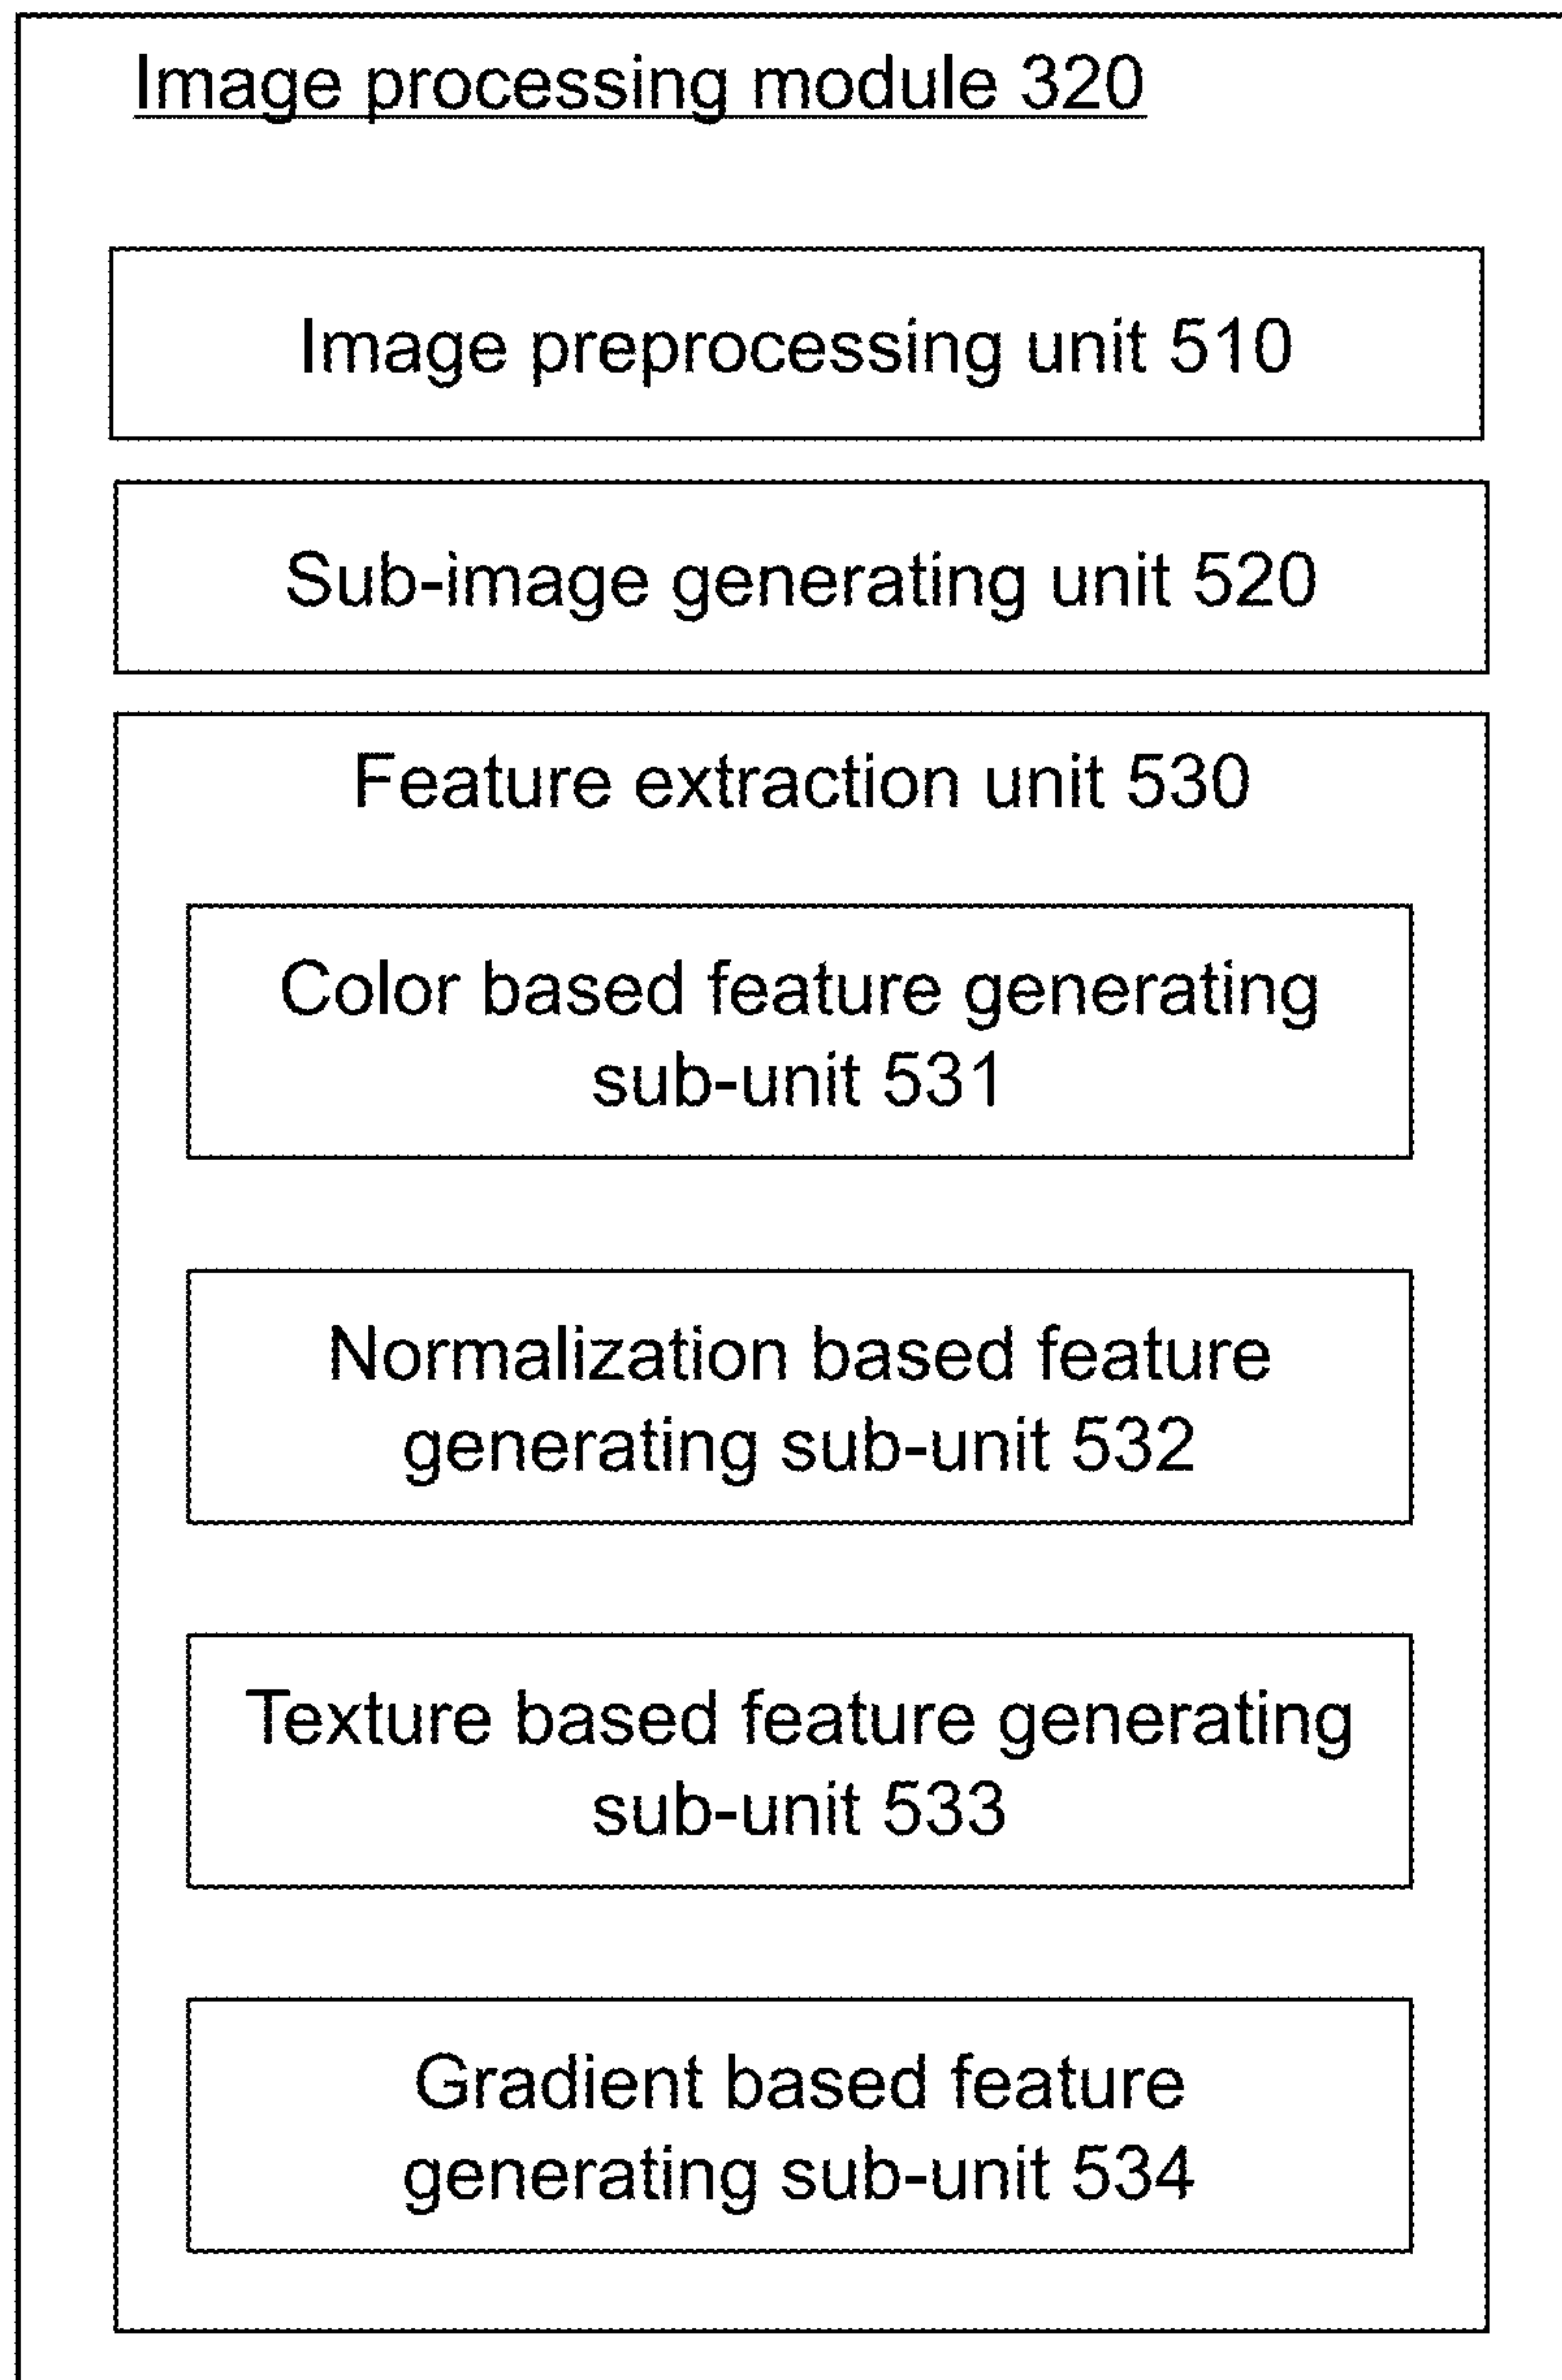 Image processing module 320
Image preprocessing unit 510
Sub-image generating unit 520
Feature extraction unit 530
Color based feature generating
sub-unit 531
Normalization based feature
generating sub-unit 532
Texture based feature generating
sub-unit 533
Gradient based feature
generating sub-unit 534